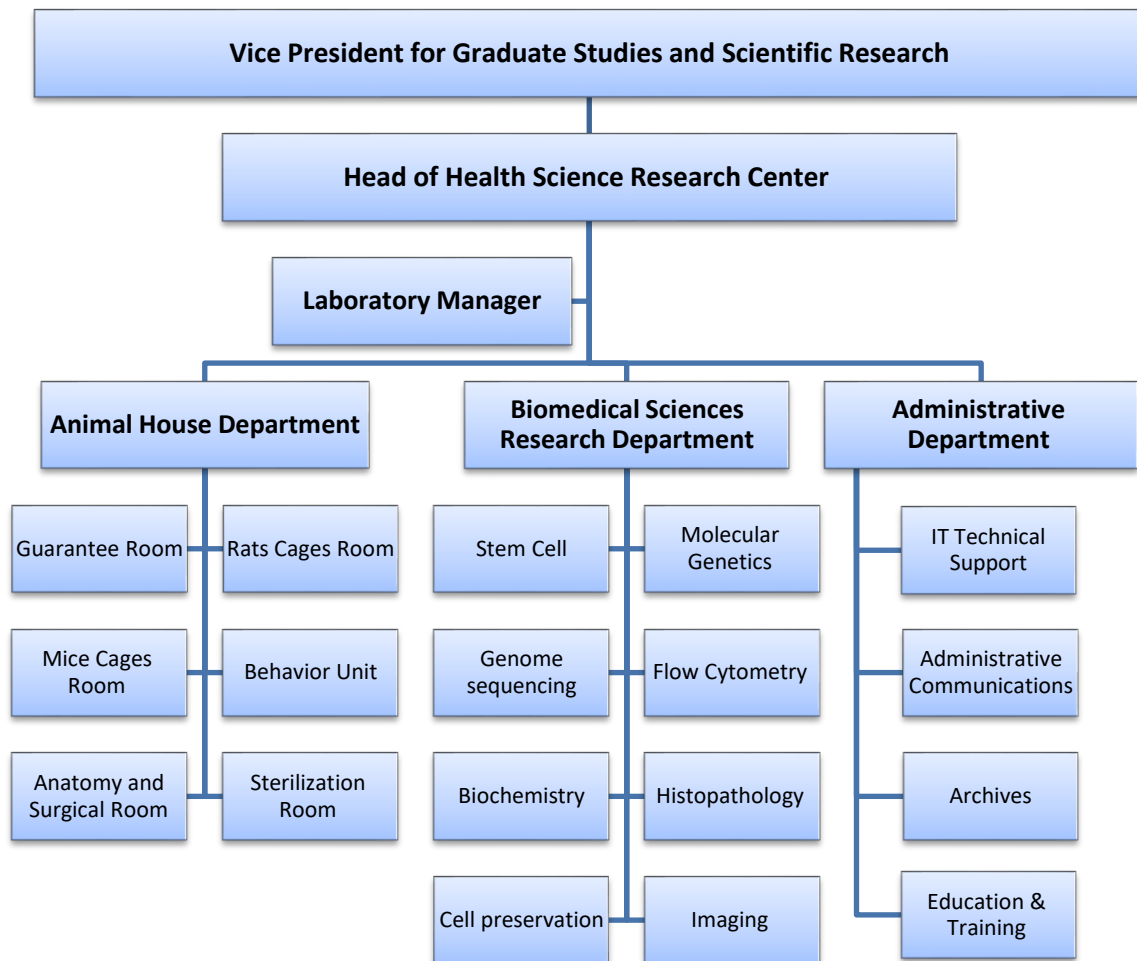 Vice President for Graduate Studies and Scientific Research
Head of Health Science Research Center
Laboratory Manager
Animal House Department
Biomedical Sciences
Research Department
Administrative
Department
Guarantee Room
Rats Cages Room
Mice Cages
Room
Behavior Unit
Anatomy and
Surgical Room
Sterilization
Room
Stem Cell
Molecular
Genetics
Genome
sequencing
Flow Cytometry
Biochemistry
Histopathology
Cell preservation
Imaging
IT Technical
Support
Administrative
Communications
Archives
Education &
Training